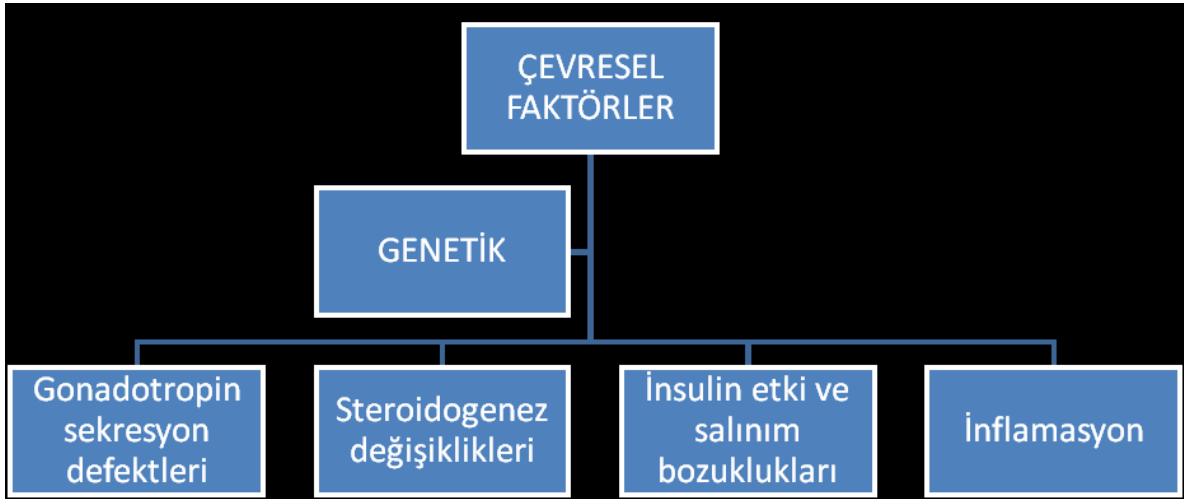 ÇEVRESEL
FAKTÖRLER
GENETİK
Gonadotropin
sekresyon
defektleri
Steroidogenez
değişiklikleri
İnsulin etki ve
salınım
bozuklukları
İnflamasyon